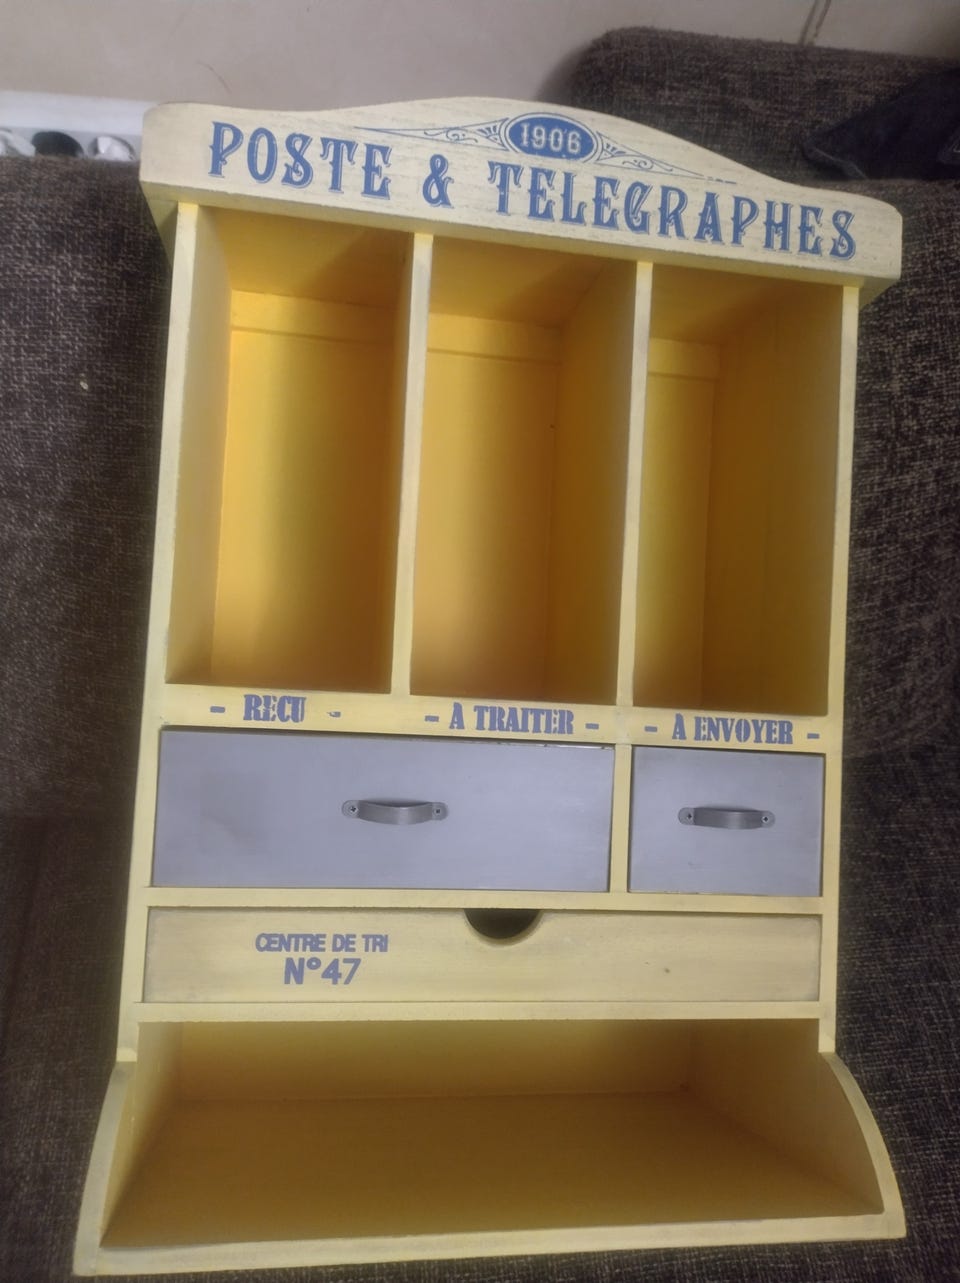 1906
POSTE & TELEGRAPHES
- RECU -
- À TRAITER -
- À ENVOYER -
CENTRE DE TRI
N°47